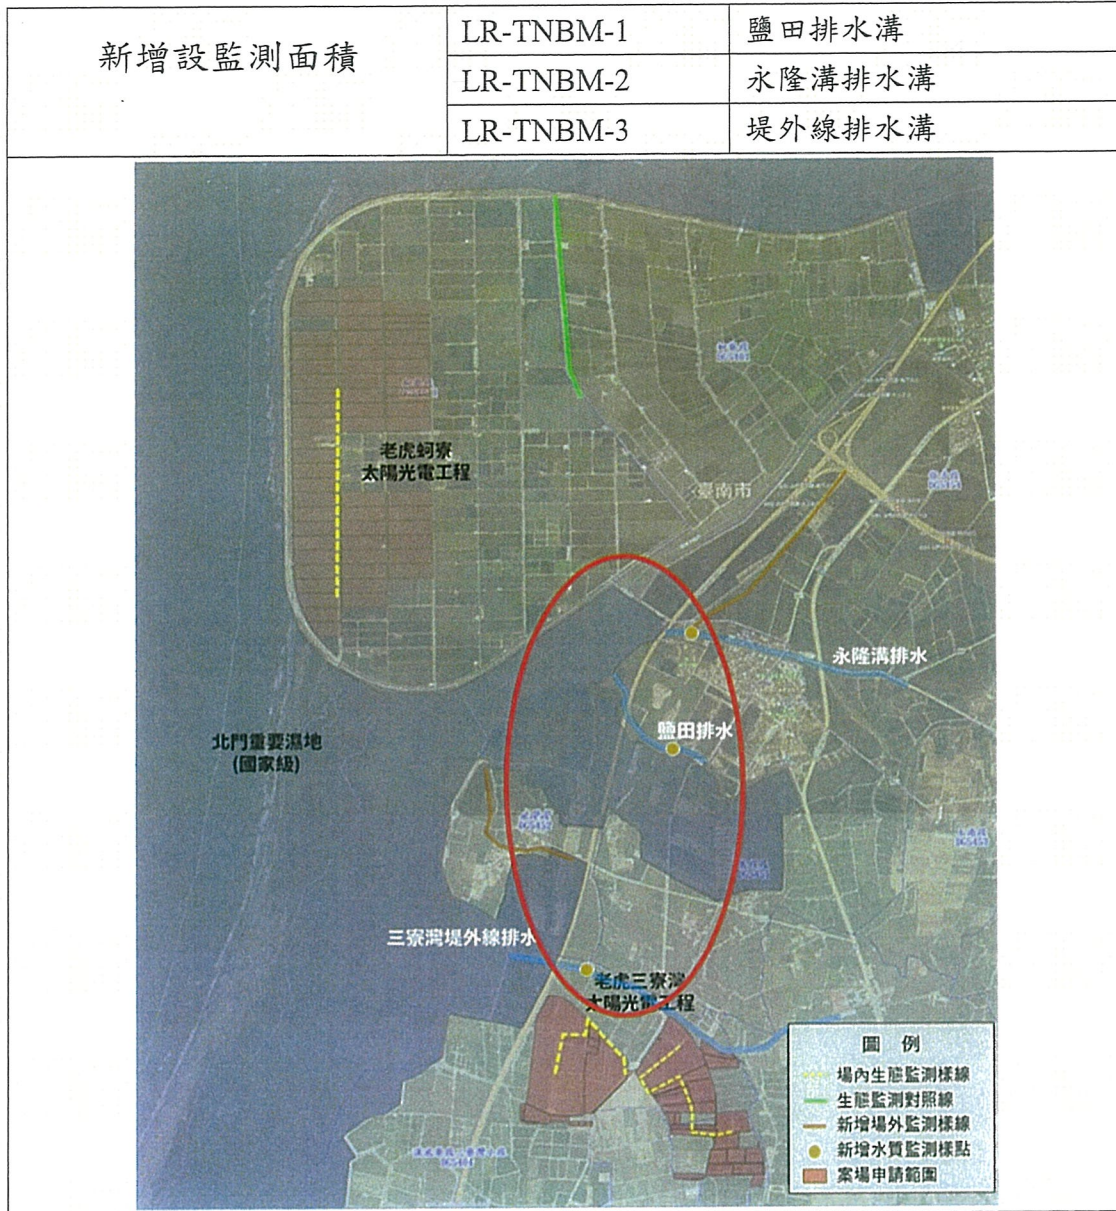 新增設監測面積
LR-TNBM-1 鹽田排水溝
LR-TNBM-2 永隆溝排水溝
LR-TNBM-3 堤外線排水溝
老虎蚵寮
太陽光電工程
臺南市
永隆溝排水
鹽田排水
北門重要濕地
(國家級)
三寮灣堤外線排水
老虎三寮灣
太陽光電工程
圖 例
場內生態監測樣線
生態監測對照線
新增場外監測樣線
新增水質監測樣點
案場申請範圍